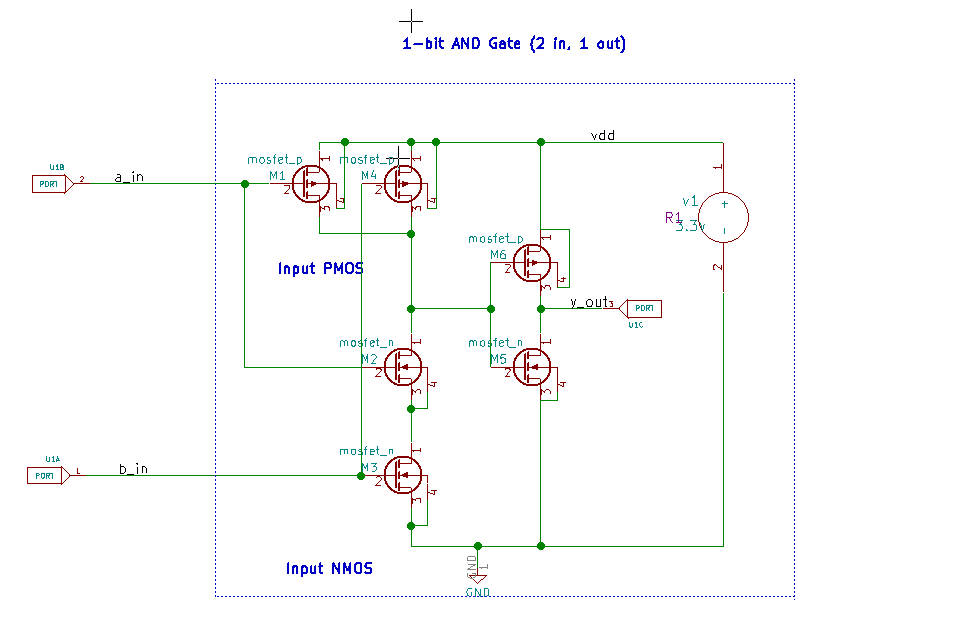 1-bit AND Gate (2 in, 1 out)
vdd
mosfet_p
mosfet_p
U1B
M1
M4
1
1
1
PORT
2
a_in
2
2
4
4
3
3
v1
+
R1
3.3v
mosfet_p
M6
1
Input PMOS
2
4
3
2
y_out
3
PORT
U1C
mosfet_n
mosfet_n
M2
M5
1
1
2
2
4
4
3
3
mosfet_n
U1A
M3
1
PORT
1
b_in
2
4
3
GND
1
Input NMOS
GND